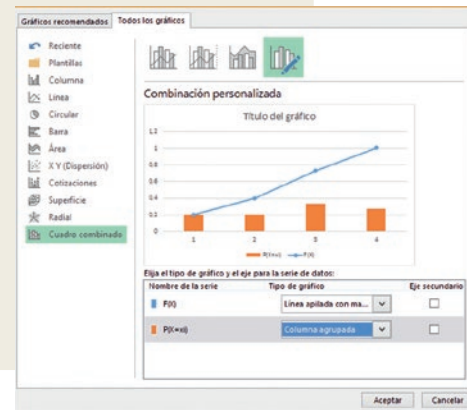 Gráficos recomendados Todos los gráficos
Reciente
Plantillas
Columna
Línea
Circular
Barra
Área
X Y (Dispersión)
Cotizaciones
Superficie
Radial
Cuadro combinado
Combinación personalizada
Título del gráfico
1.2
1
0.8
0.6
0.4
0.2
0
1 2 3 4
P(X=xi) F(X)
Elija el tipo de gráfico y el eje para la serie de datos:
Nombre de la serie Tipo de gráfico Eje secundario
F(X) Línea apilada con ma...
P(X=xi) Columna agrupada
Aceptar Cancelar